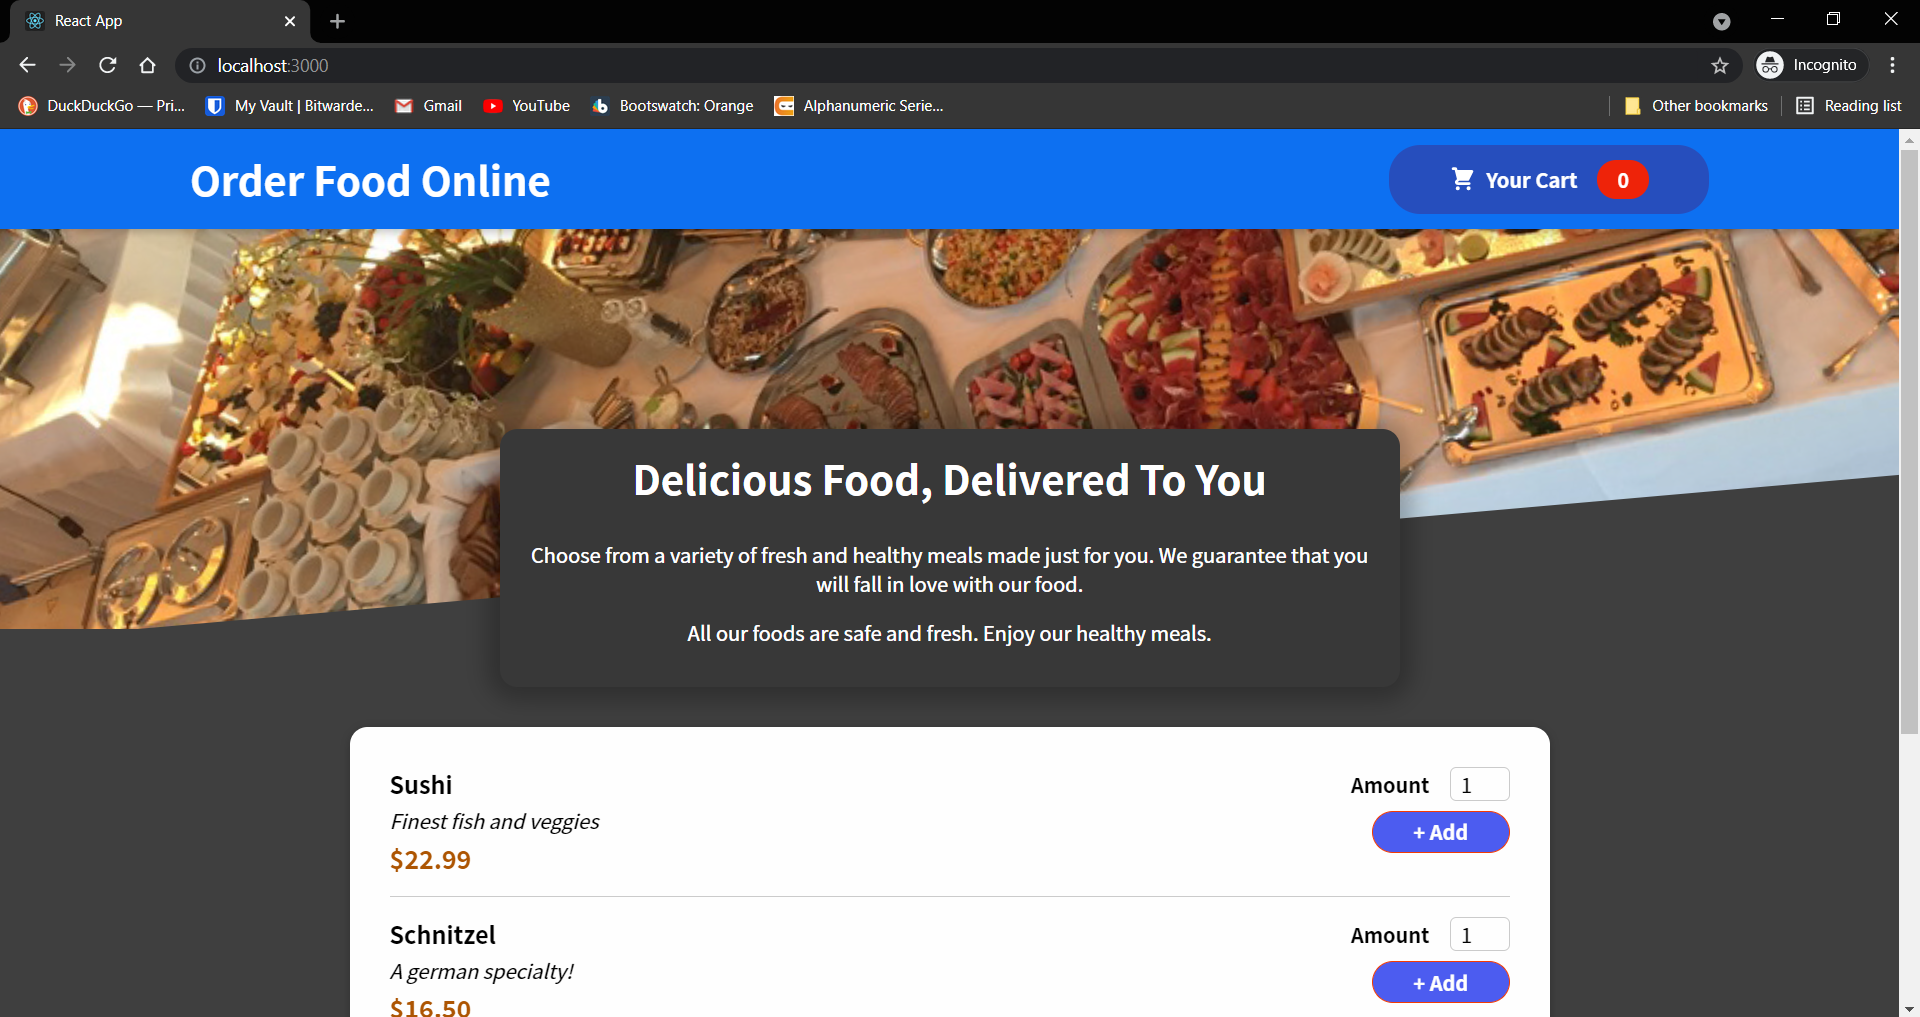 React App
localhost:3000
Incognito
DuckDuckGo — Pri...
My Vault | Bitwarde...
Gmail
YouTube
Bootswatch: Orange
Alphanumeric Serie...
Other bookmarks
Reading list
Order Food Online
Your Cart 0
Delicious Food, Delivered To You
Choose from a variety of fresh and healthy meals made just for you. We guarantee that you
will fall in love with our food.
All our foods are safe and fresh. Enjoy our healthy meals.
Sushi
Finest fish and veggies
$22.99
Amount 1
+ Add
Schnitzel
A german specialty!
$16.50
Amount 1
+ Add